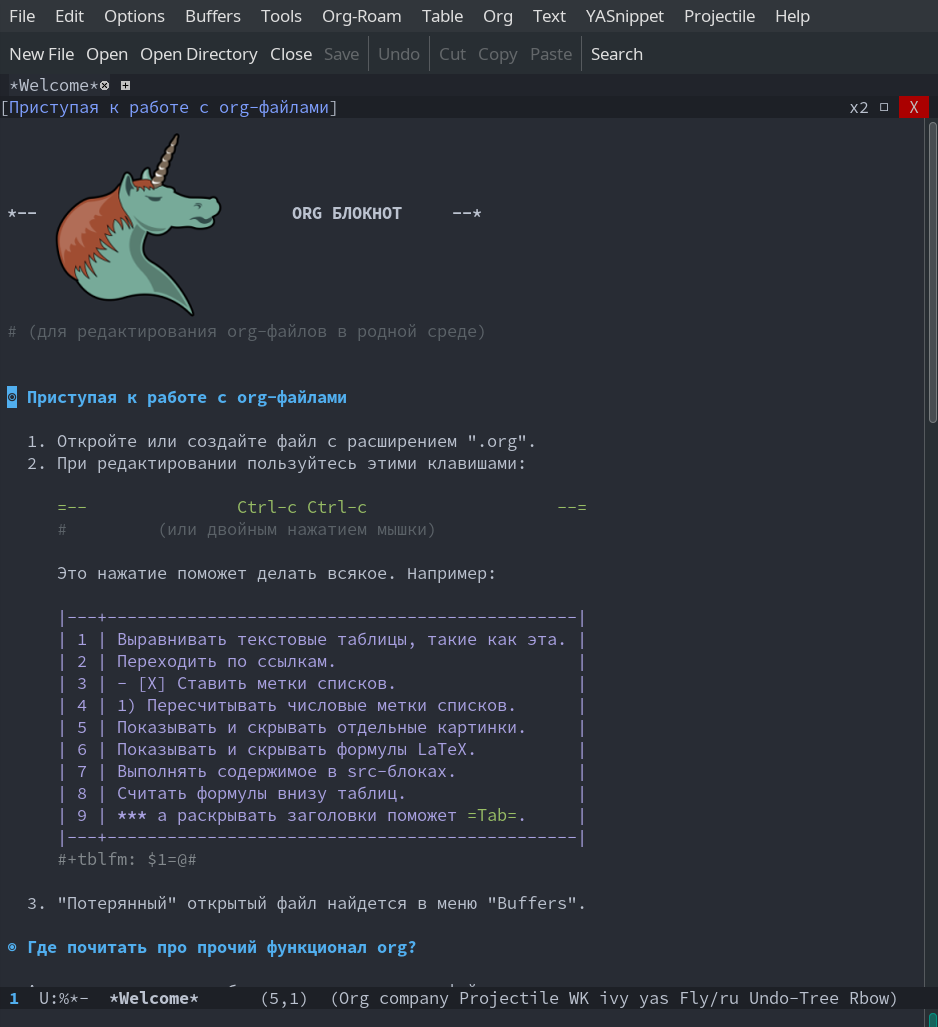 File Edit Options Buffers Tools Org-Roam Table Org Text YASnippet Projectile Help
New File Open Open Directory Close Save Undo Cut Copy Paste Search
*Welcome*
[Приступая к работе с org-файлами] x2 X
*-- ORG БЛОКНОТ --*
# (для редактирования org-файлов в родной среде)
Приступая к работе с org-файлами
1. Откройте или создайте файл с расширением ".org".
2. При редактировании пользуйтесь этими клавишами:
=-- Ctrl-c Ctrl-c --=
# (или двойным нажатием мышки)
Это нажатие поможет делать всякое. Например:
|---+-----------------------------------------------|
| 1 | Выравнивать текстовые таблицы, такие как эта. |
| 2 | Переходить по ссылкам. |
| 3 | - [X] Ставить метки списков. |
| 4 | 1) Пересчитывать числовые метки списков. |
| 5 | Показывать и скрывать отдельные картинки. |
| 6 | Показывать и скрывать формулы LaTeX. |
| 7 | Выполнять содержимое в src-блоках. |
| 8 | Считать формулы внизу таблиц. |
| 9 | *** а раскрывать заголовки поможет =Tab=. |
|---+-----------------------------------------------|
#+tblfm: $1=@#
3. "Потерянный" открытый файл найдется в меню "Buffers".
Где почитать про прочий функционал org?
1 U:%*- *Welcome* (5,1) (Org company Projectile WK ivy yas Fly/ru Undo-Tree Rbow)